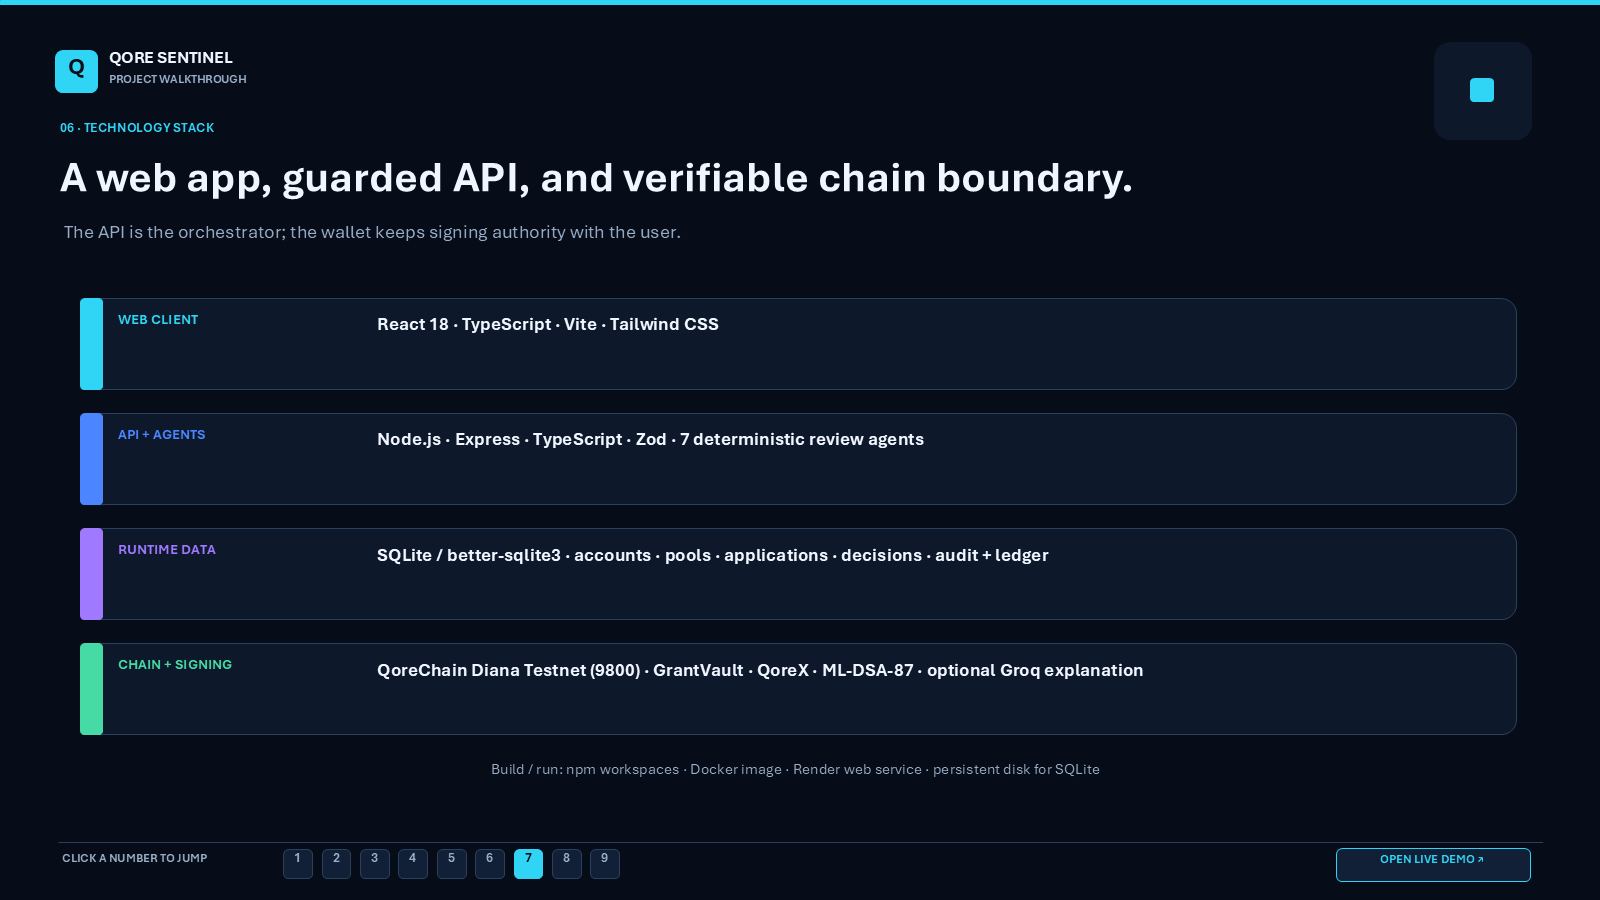 Q
QORE SENTINEL
PROJECT WALKTHROUGH
06 · TECHNOLOGY STACK
A web app, guarded API, and verifiable chain boundary.
The API is the orchestrator; the wallet keeps signing authority with the user.
WEB CLIENT
React 18 · TypeScript · Vite · Tailwind CSS
API + AGENTS
Node.js · Express · TypeScript · Zod · 7 deterministic review agents
RUNTIME DATA
SQLite / better-sqlite3 · accounts · pools · applications · decisions · audit + ledger
CHAIN + SIGNING
QoreChain Diana Testnet (9800) · GrantVault · QoreX · ML-DSA-87 · optional Groq explanation
Build / run: npm workspaces · Docker image · Render web service · persistent disk for SQLite
CLICK A NUMBER TO JUMP
1 2 3 4 5 6 7 8 9
OPEN LIVE DEMO ↗